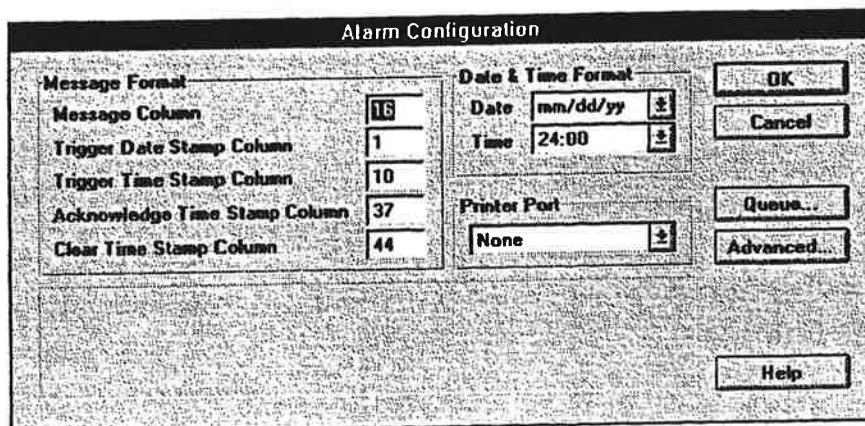 Alarm Configuration
Message Format
Message Column 16
Trigger Date Stamp Column 1
Trigger Time Stamp Column 10
Acknowledge Time Stamp Column 37
Clear Time Stamp Column 44
Date & Time Format
Date mm/dd/yy
Time 24:00
Printer Port
None
OK
Cancel
Queue...
Advanced...
Help